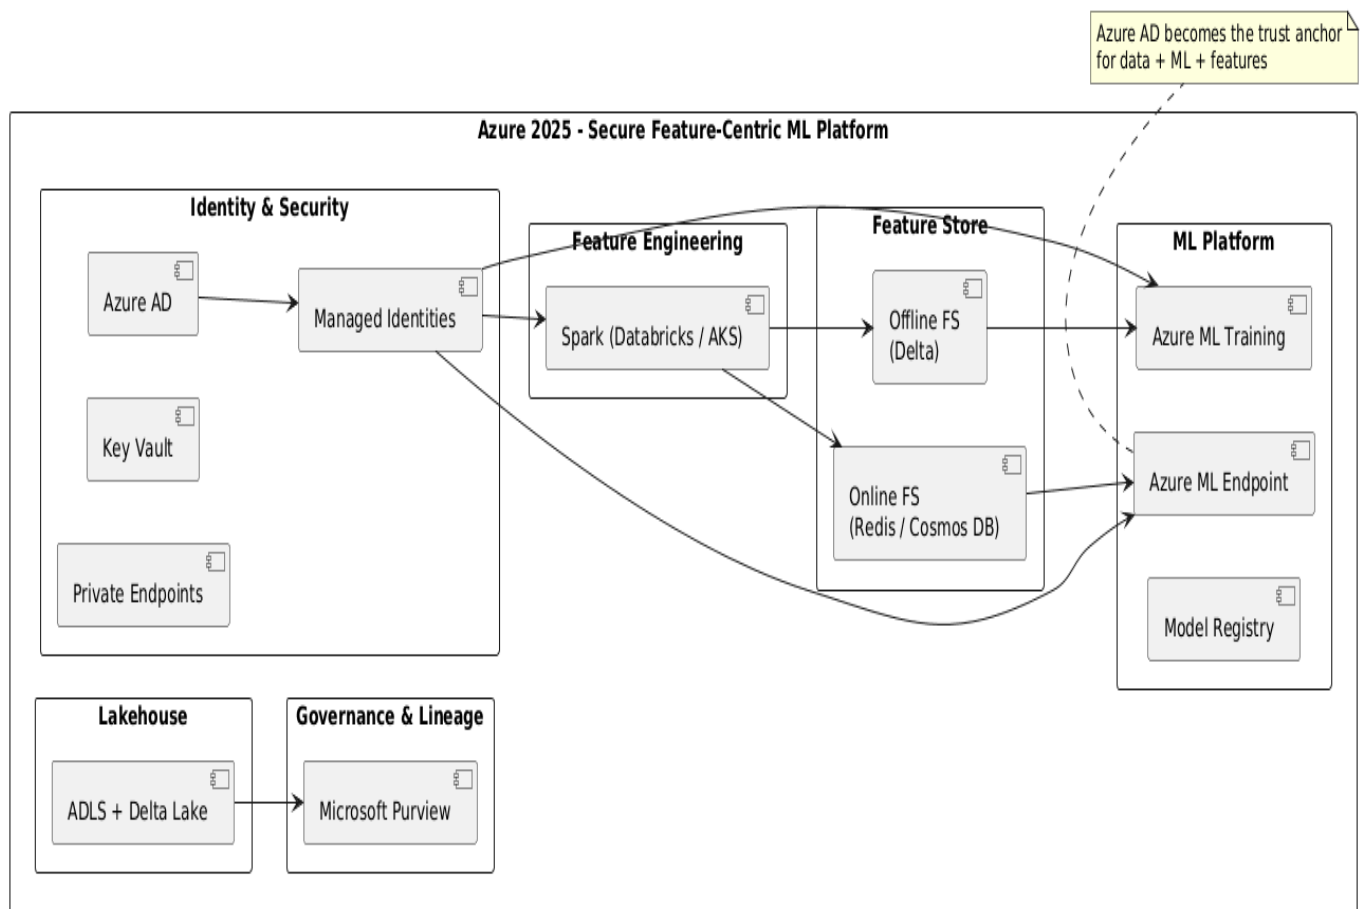 Azure AD becomes the trust anchor
for data + ML + features
Azure 2025 - Secure Feature-Centric ML Platform
Identity & Security
Azure AD
Managed Identities
Key Vault
Private Endpoints
Feature Engineering
Spark (Databricks / AKS)
Feature Store
Offline FS
(Delta)
Online FS
(Redis / Cosmos DB)
ML Platform
Azure ML Training
Azure ML Endpoint
Model Registry
Lakehouse
ADLS + Delta Lake
Governance & Lineage
Microsoft Purview